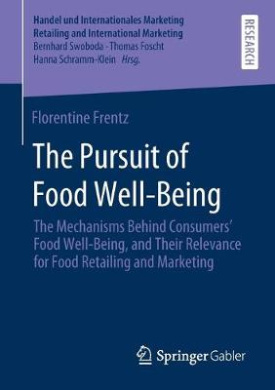 Handel und Internationales Marketing
Retailing and International Marketing
Bernhard Swoboda · Thomas Foscht
Hanna Schramm-Klein Hrsg.
RESEARCH
Florentine Frentz
The Pursuit of
Food Well-Being
The Mechanisms Behind Consumers'
Food Well-Being, and Their Relevance
for Food Retailing and Marketing
Springer Gabler